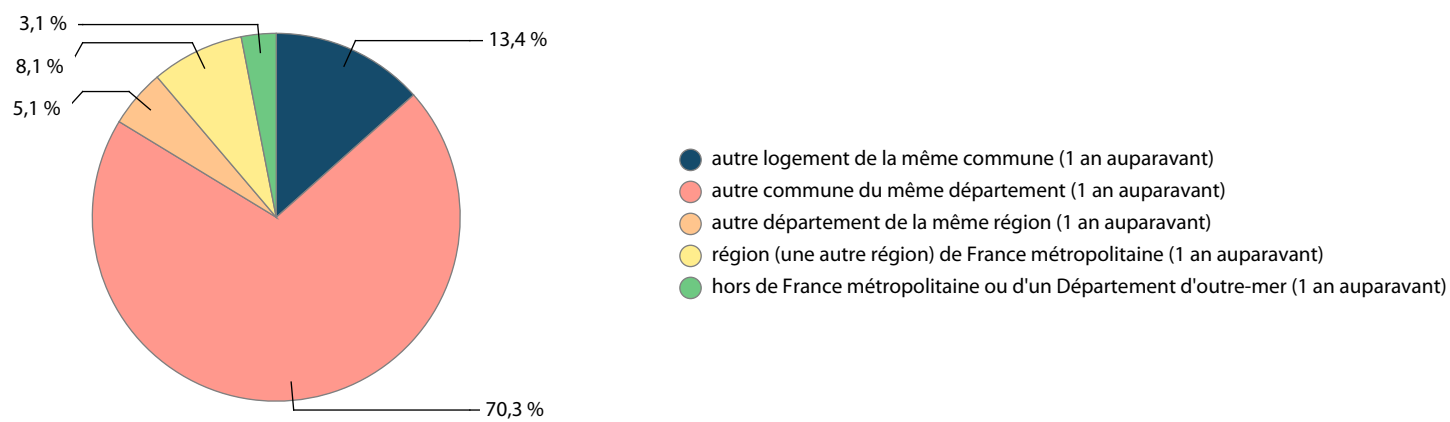 3,1 %
13,4 %
8,1 %
5,1 %
autre logement de la même commune (1 an auparavant)
autre commune du même département (1 an auparavant)
autre département de la même région (1 an auparavant)
région (une autre région) de France métropolitaine (1 an auparavant)
hors de France métropolitaine ou d'un Département d'outre-mer (1 an auparavant)
70,3 %